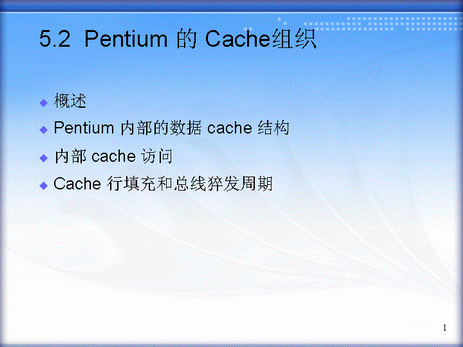 5.2 Pentium 的 Cache组织
概述
Pentium 内部的数据 cache 结构
内部 cache 访问
Cache 行填充和总线猝发周期
1